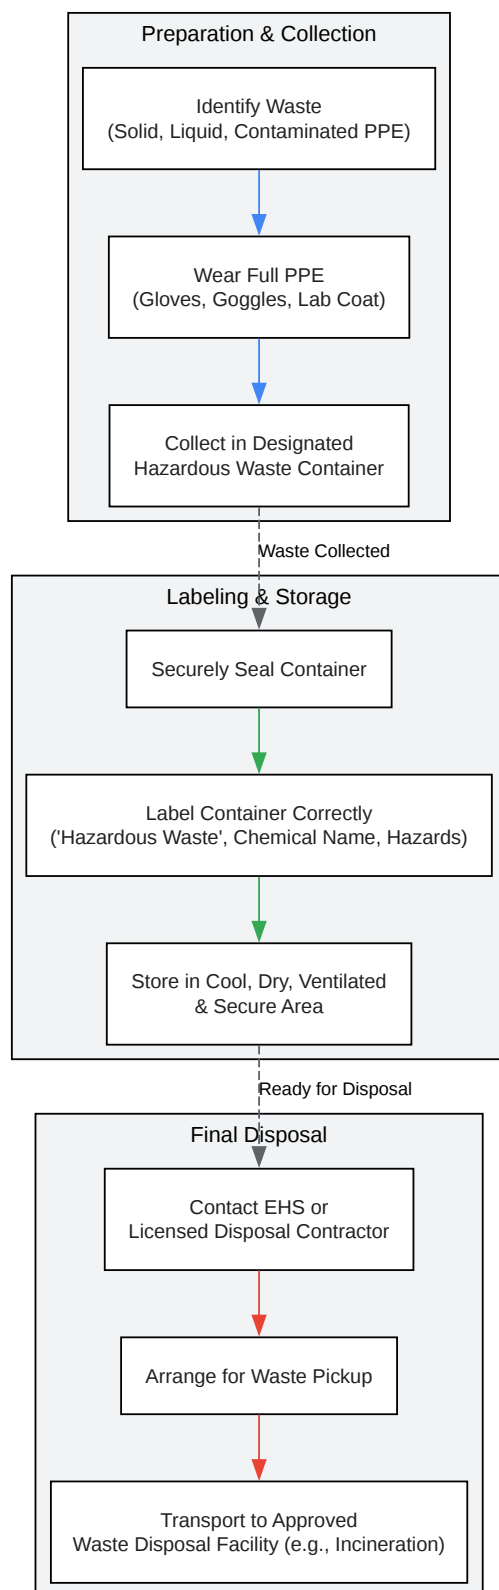 Preparation & Collection
Identify Waste
(Solid, Liquid, Contaminated PPE)
Wear Full PPE
(Gloves, Goggles, Lab Coat)
Collect in Designated
Hazardous Waste Container
Waste Collected
Labeling & Storage
Securely Seal Container
Label Container Correctly
('Hazardous Waste', Chemical Name, Hazards)
Store in Cool, Dry, Ventilated
& Secure Area
Ready for Disposal
Final Disposal
Contact EHS or
Licensed Disposal Contractor
Arrange for Waste Pickup
Transport to Approved
Waste Disposal Facility (e.g., Incineration)